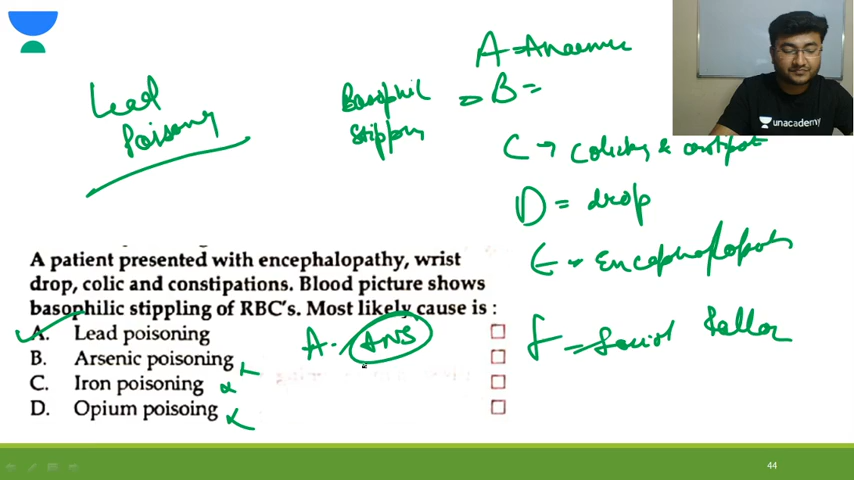 A = Anaemic
Lead Poisoning
Basophil Stippling → B =
C → Colicky & constipat
D = drop
E → Encephalopathy
F = facial Pallor
unacademy
A patient presented with encephalopathy, wrist
drop, colic and constipations. Blood picture shows
basophilic stippling of RBC's. Most likely cause is :
A. Lead poisoning
B. Arsenic poisoning
C. Iron poisoning
D. Opium poisoing
A. ANS
44